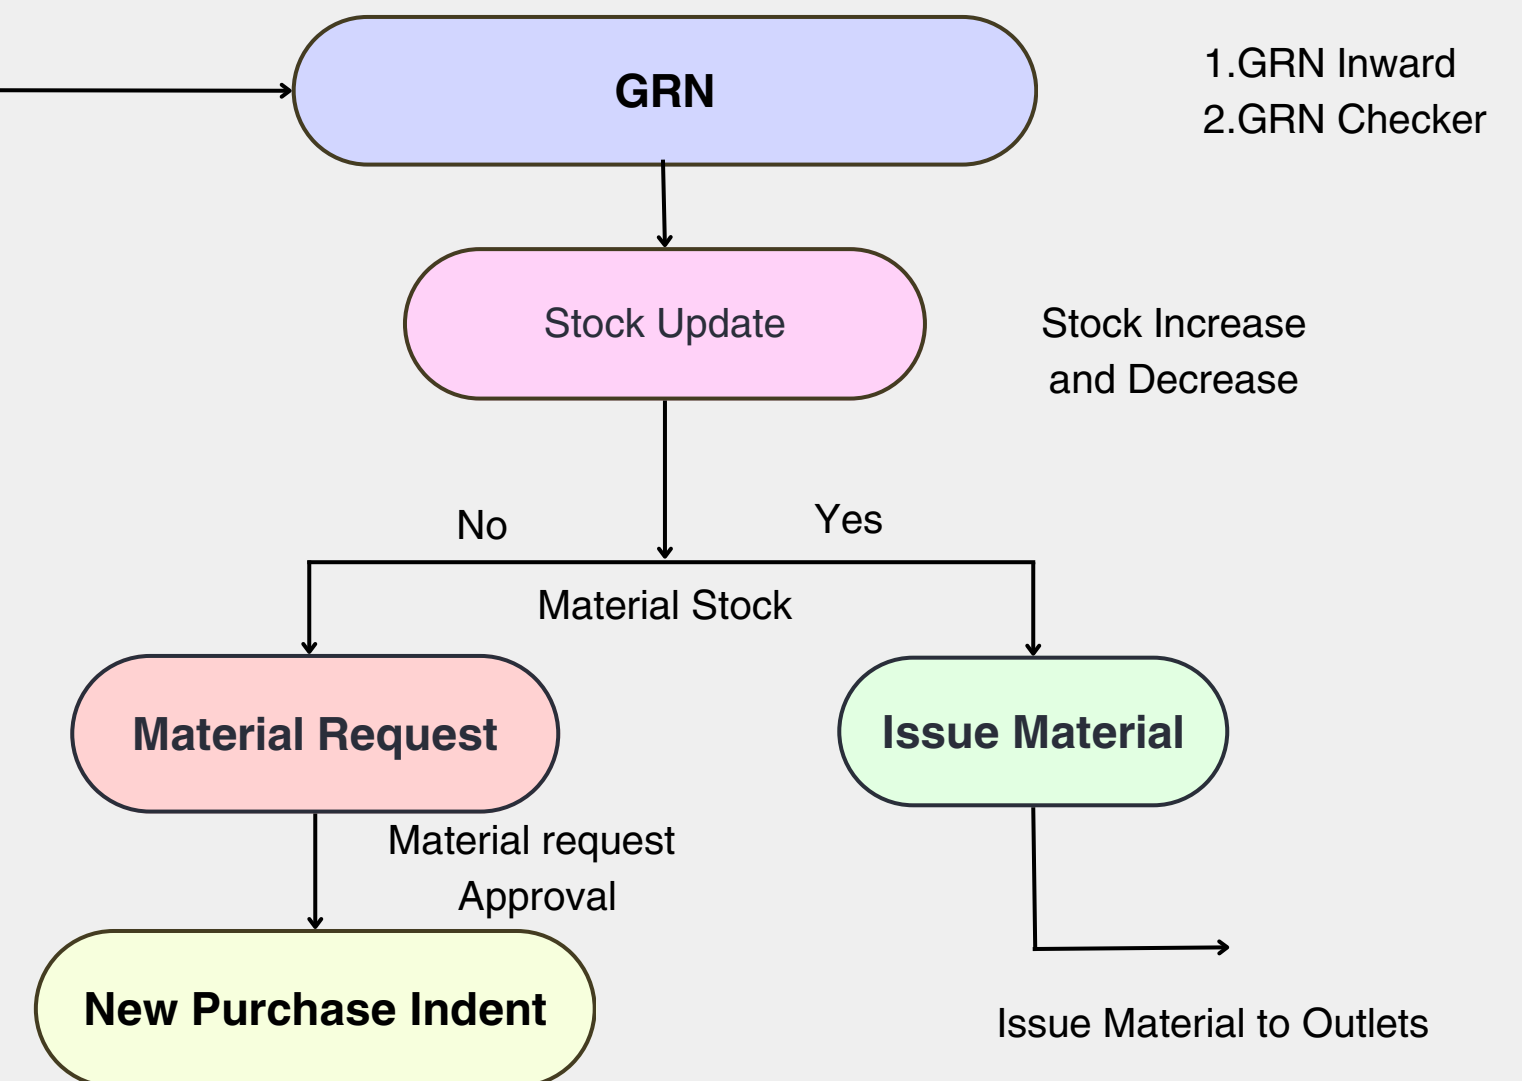 GRN
1.GRN Inward
2.GRN Checker
Stock Update
Stock Increase
and Decrease
No
Yes
Material Stock
Material Request
Issue Material
Material request
Approval
New Purchase Indent
Issue Material to Outlets